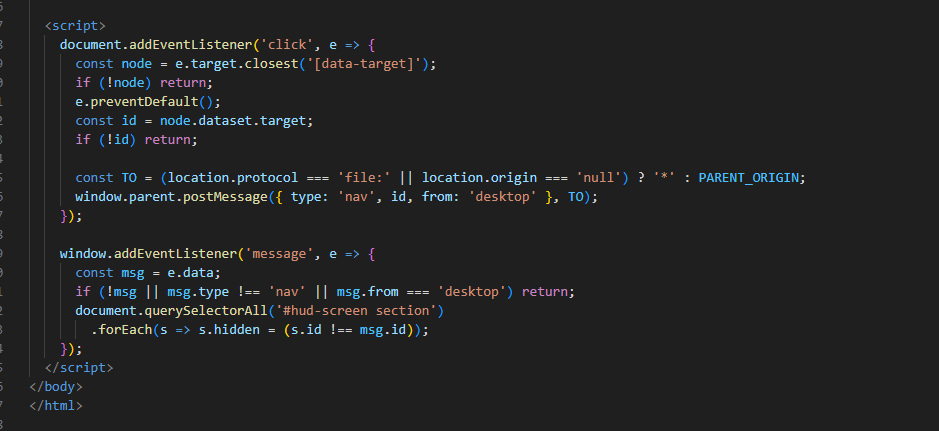 <script>
document.addEventListener('click', e => {
const node = e.target.closest('[data-target]');
if (!node) return;
e.preventDefault();
const id = node.dataset.target;
if (!id) return;
const TO = (location.protocol === 'file:' || location.origin === 'null') ? '*' : PARENT_ORIGIN;
window.parent.postMessage({ type: 'nav', id, from: 'desktop' }, TO);
});
window.addEventListener('message', e => {
const msg = e.data;
if (!msg || msg.type !== 'nav' || msg.from === 'desktop') return;
document.querySelectorAll('#hud-screen section')
.forEach(s => s.hidden = (s.id !== msg.id));
});
</script>
</body>
</html>